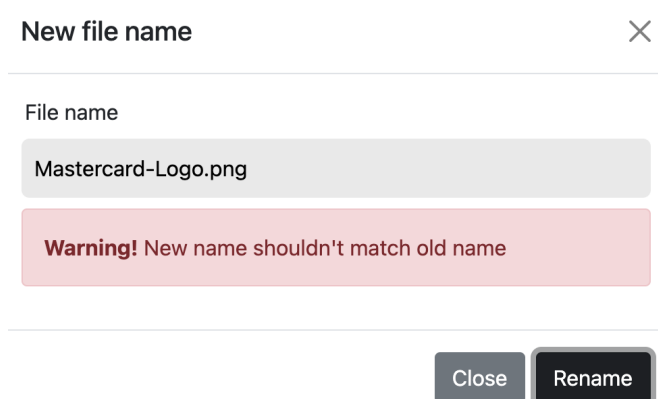 New file name
File name
Mastercard-Logo.png
Warning! New name shouldn't match old name
Close Rename